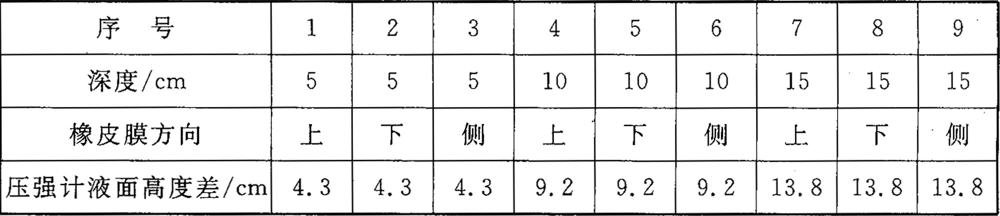 序 号 1 2 3 4 5 6 7 8 9
深度/cm 5 5 5 10 10 10 15 15 15
橡皮膜方向 上 下 侧 上 下 侧 上 下 侧
压强计液面高度差/cm 4.3 4.3 4.3 9.2 9.2 9.2 13.8 13.8 13.8